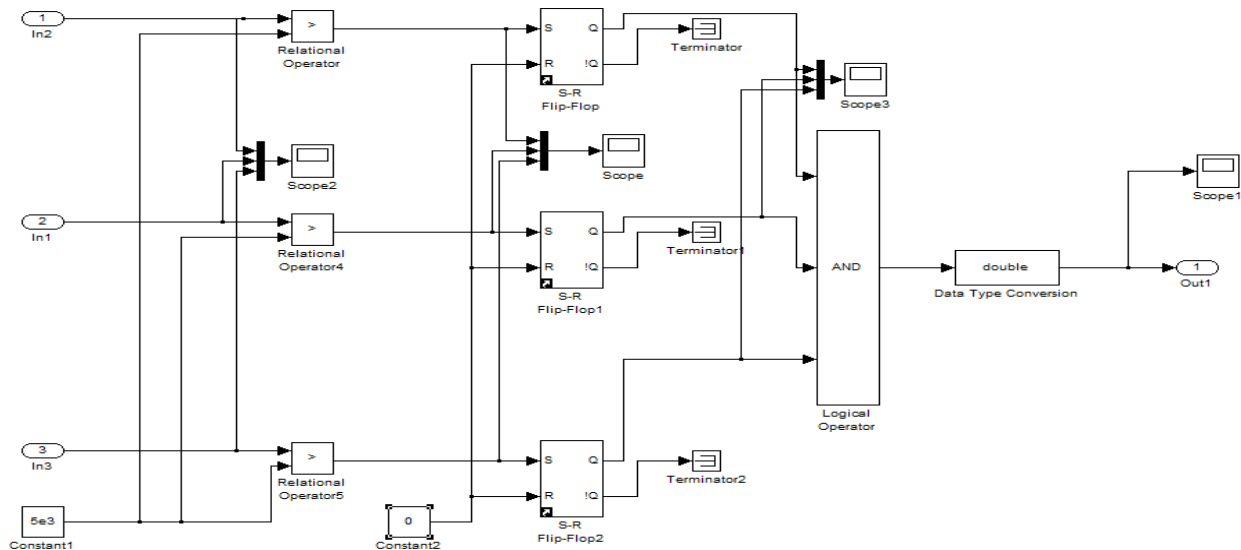 1
In2
>
Relational
Operator
S Q
R !Q
S-R
Flip-Flop
Terminator
Scope3
Scope2
Scope
Scope1
2
In1
>
Relational
Operator4
S Q
R !Q
S-R
Flip-Flop1
Terminator1
AND
Logical
Operator
double
Data Type Conversion
1
Out1
3
In3
>
Relational
Operator5
S Q
R !Q
S-R
Flip-Flop2
Terminator2
5e3
Constant1
0
Constant2